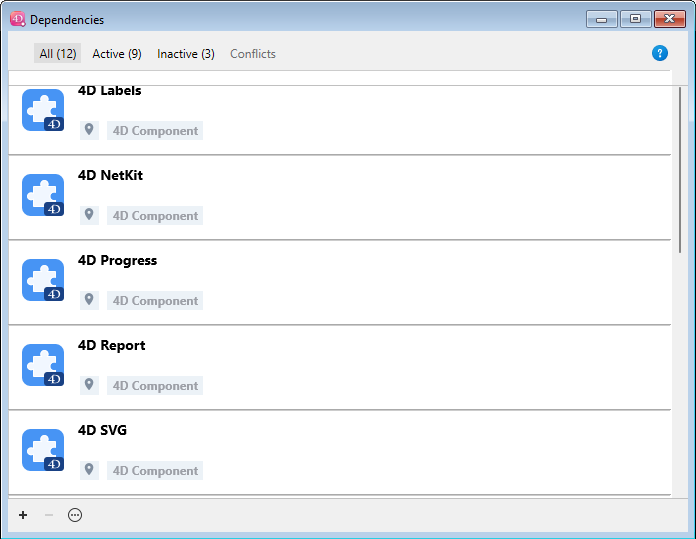 Dependencies
All (12) Active (9) Inactive (3) Conflicts
?
4D Labels
4D
4D Component
4D NetKit
4D
4D Component
4D Progress
4D
4D Component
4D Report
4D
4D Component
4D SVG
4D
4D Component